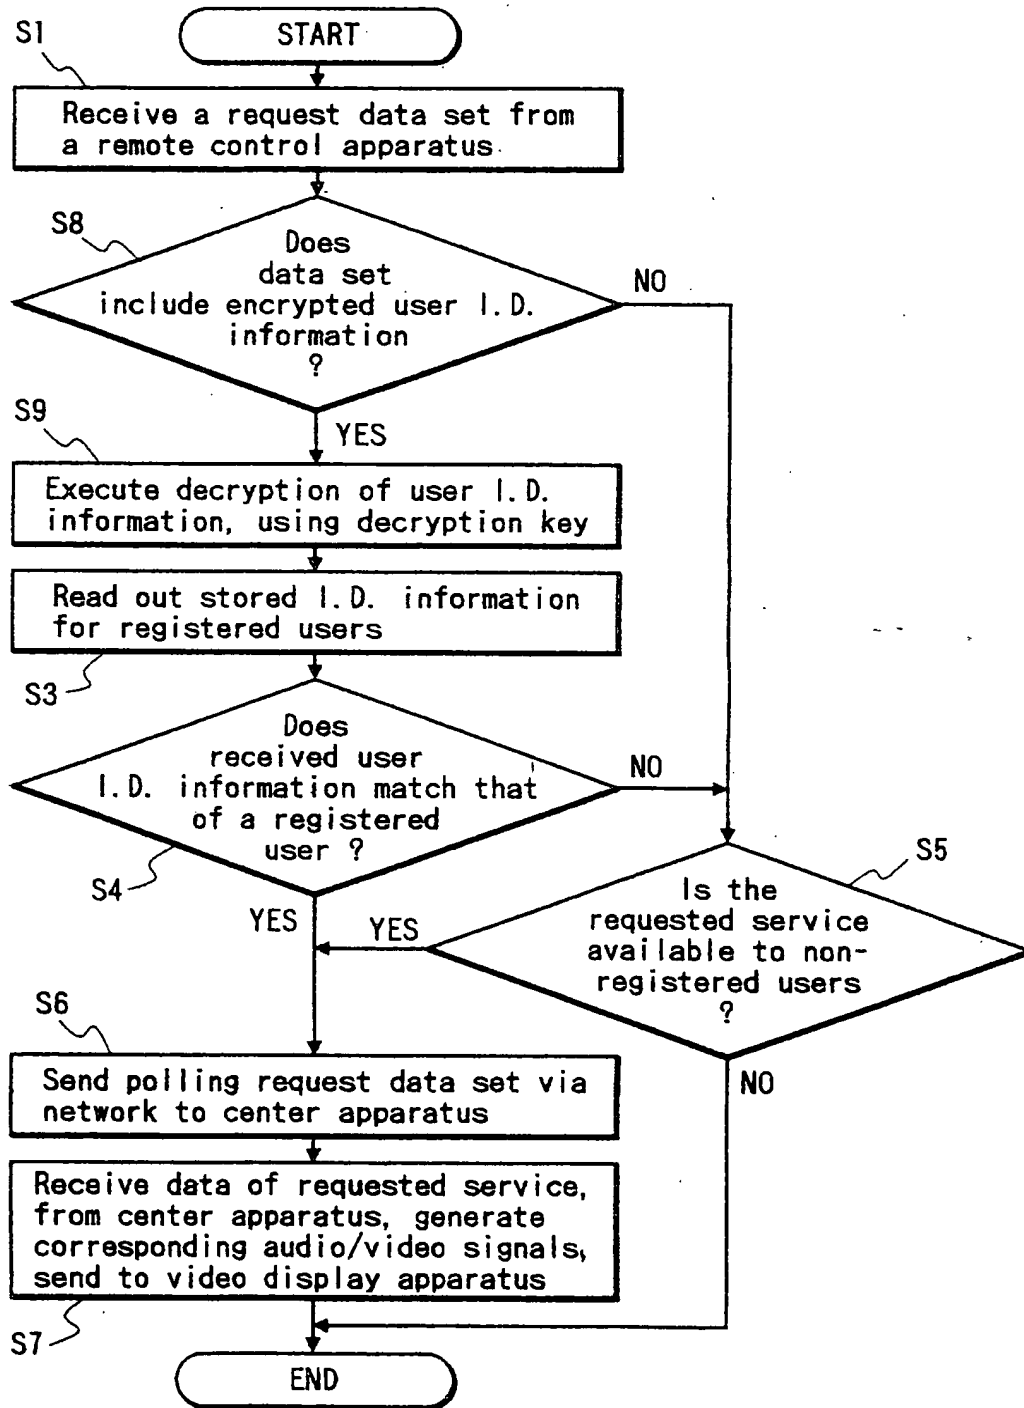 START
S1
Receive a request data set from
a remote control apparatus
S8
Does
data set
include encrypted user I.D.
information
?
NO
YES
S9
Execute decryption of user I.D.
information, using decryption key
Read out stored I.D. information
for registered users
S3
Does
received user
I.D. information match that
of a registered
user ?
NO
S4
YES
S5
Is the
requested service
available to non-
registered users
?
YES
NO
S6
Send polling request data set via
network to center apparatus
Receive data of requested service,
from center apparatus, generate
corresponding audio/video signals,
send to video display apparatus
S7
END